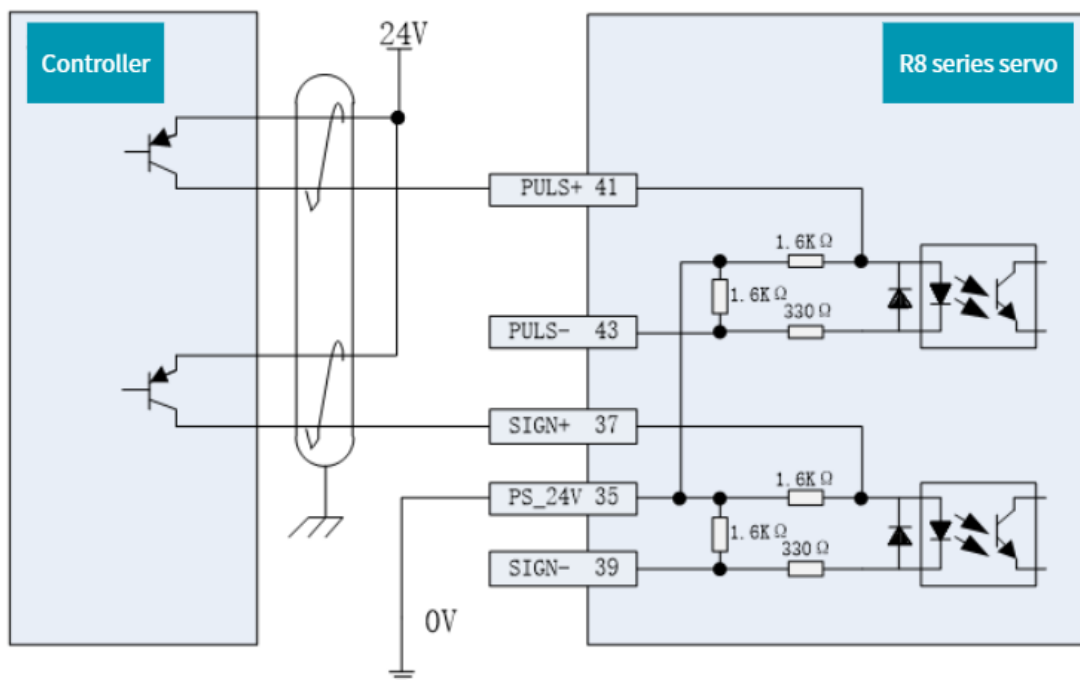 Controller
24V
R8 series servo
PULS+ 41
1.6KΩ
1.6KΩ
330Ω
PULS- 43
SIGN+ 37
1.6KΩ
PS_24V 35
1.6KΩ
330Ω
SIGN- 39
0V